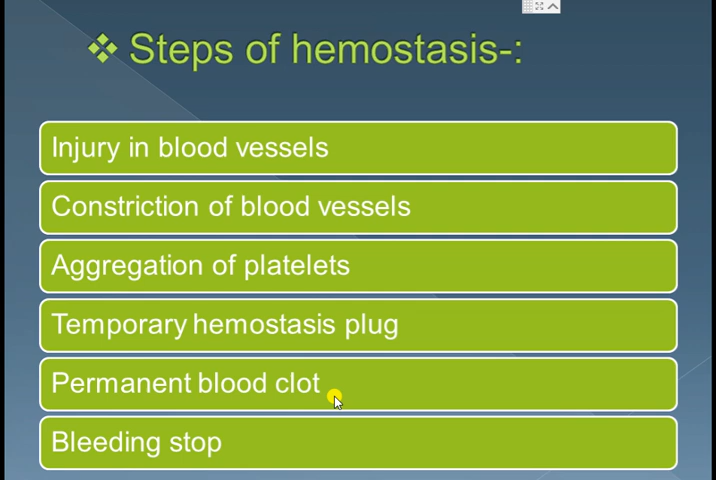 ❖ Steps of hemostasis-:
Injury in blood vessels
Constriction of blood vessels
Aggregation of platelets
Temporary hemostasis plug
Permanent blood clot
Bleeding stop